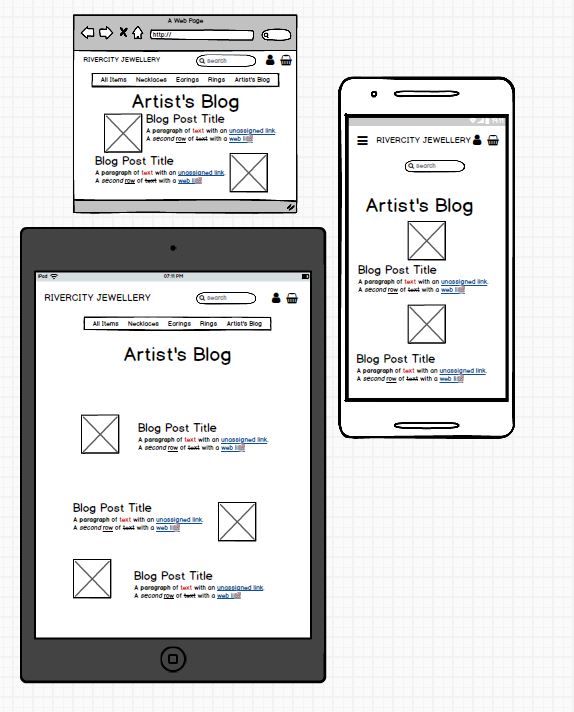 A Web Page
http://
RIVERCITY JEWELLERY
search
All Items Necklaces Earings Rings Artist's Blog
Artist's Blog
Blog Post Title
A paragraph of text with an unassigned link.
A second row of text with a web link
Blog Post Title
A paragraph of text with an unassigned link.
A second row of text with a web link
iPad 07:11 PM
RIVERCITY JEWELLERY
search
All Items Necklaces Earings Rings Artist's Blog
Artist's Blog
Blog Post Title
A paragraph of text with an unassigned link.
A second row of text with a web link
Blog Post Title
A paragraph of text with an unassigned link.
A second row of text with a web link
Blog Post Title
A paragraph of text with an unassigned link.
A second row of text with a web link
19:11
RIVERCITY JEWELLERY
search
Artist's Blog
Blog Post Title
A paragraph of text with an unassigned link.
A second row of text with a web link
Blog Post Title
A paragraph of text with an unassigned link.
A second row of text with a web link